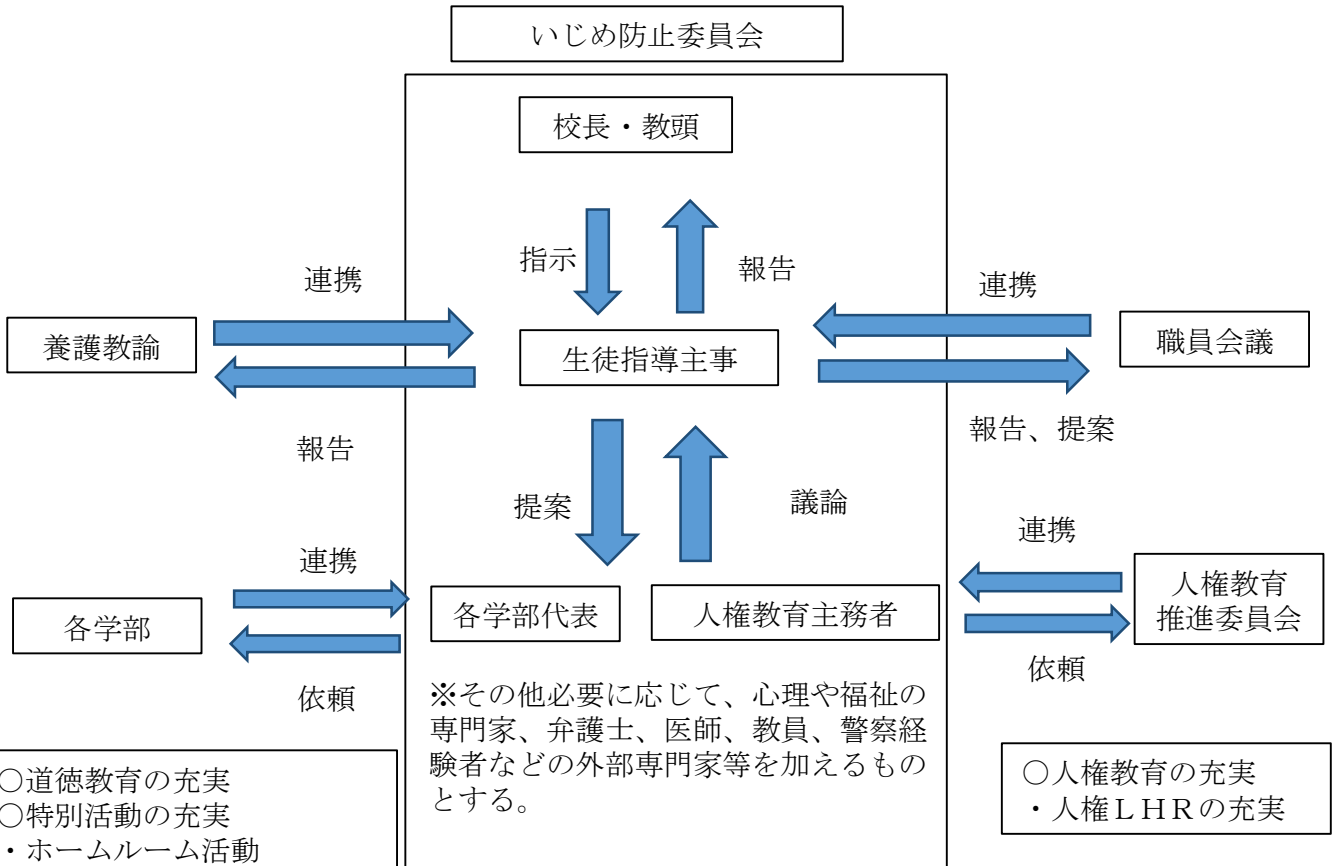 いじめ防止委員会
校長・教頭
指示
報告
連携
連携
養護教諭
生徒指導主事
職員会議
報告
報告、提案
提案
議論
連携
連携
各学部
各学部代表
人権教育主務者
人権教育
推進委員会
依頼
依頼
※その他必要に応じて、心理や福祉の
専門家、弁護士、医師、教員、警察経
験者などの外部専門家等を加えるもの
とする。
○道徳教育の充実
○特別活動の充実
・ホームルーム活動
○人権教育の充実
・人権ＬＨＲの充実